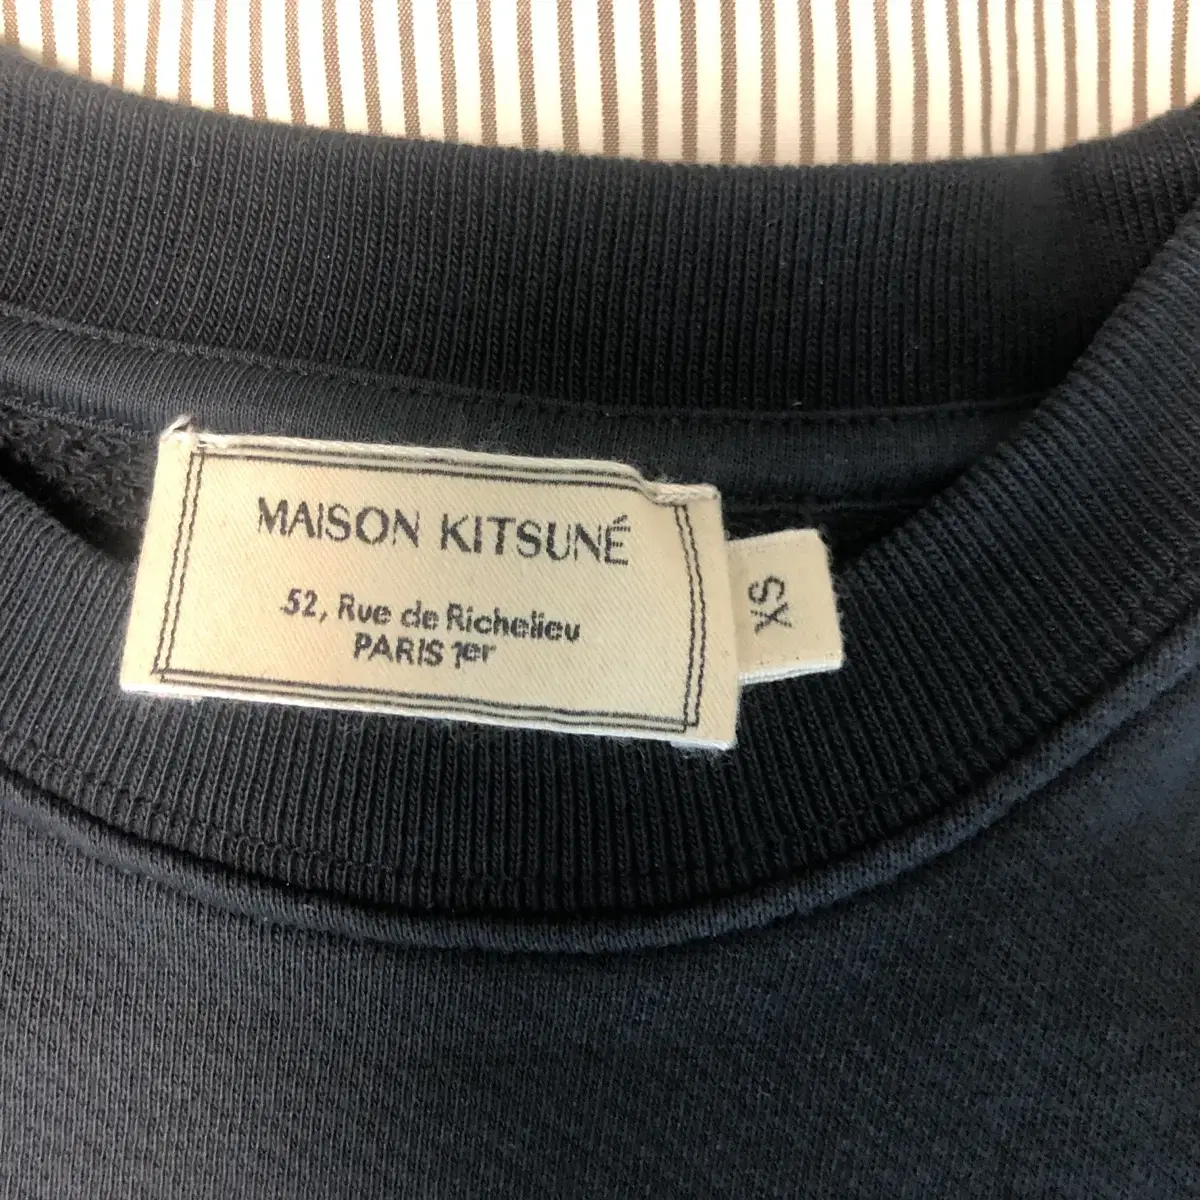 MAISON KITSUNÉ
52, Rue de Richelieu
PARIS 1er
XS